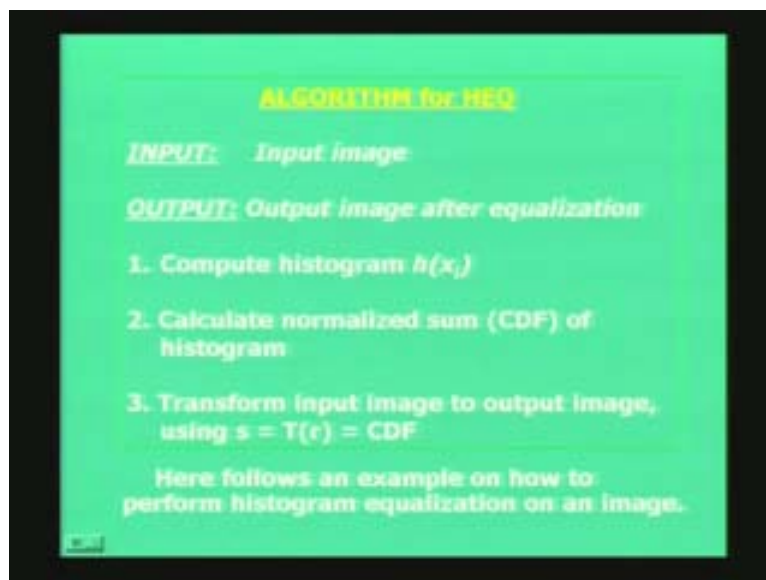 ALGORITHM for HEQ
INPUT: Input image
OUTPUT: Output image after equalization
1. Compute histogram h(xi)
2. Calculate normalized sum (CDF) of
histogram
3. Transform input image to output image,
using s = T(r) = CDF
Here follows an example on how to
perform histogram equalization on an image.